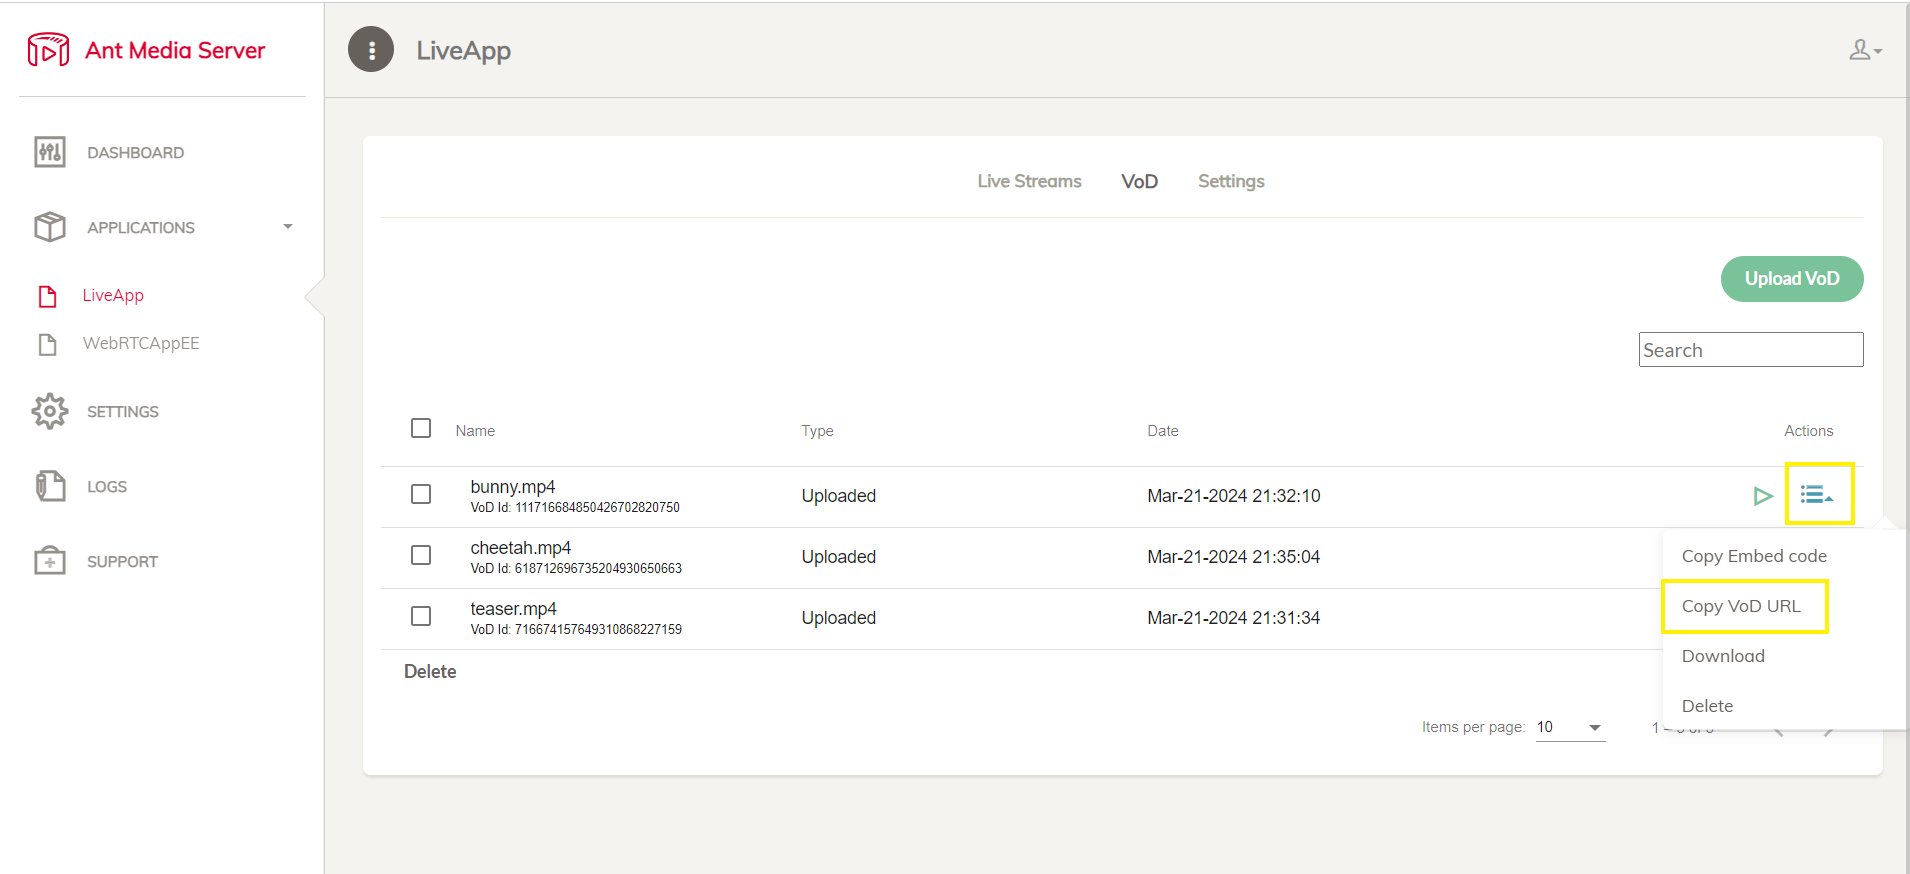 Ant Media Server
LiveApp
DASHBOARD
APPLICATIONS
LiveApp
WebRTCAppEE
SETTINGS
LOGS
SUPPORT
Live Streams VoD Settings
Upload VoD
Search
Name Type Date Actions
bunny.mp4 Uploaded Mar-21-2024 21:32:10
VoD Id: 111716684850426702820750
cheetah.mp4 Uploaded Mar-21-2024 21:35:04
VoD Id: 618712696735204930650663
teaser.mp4 Uploaded Mar-21-2024 21:31:34
VoD Id: 716674157649310868227159
Delete
Copy Embed code
Copy VoD URL
Download
Delete
Items per page: 10